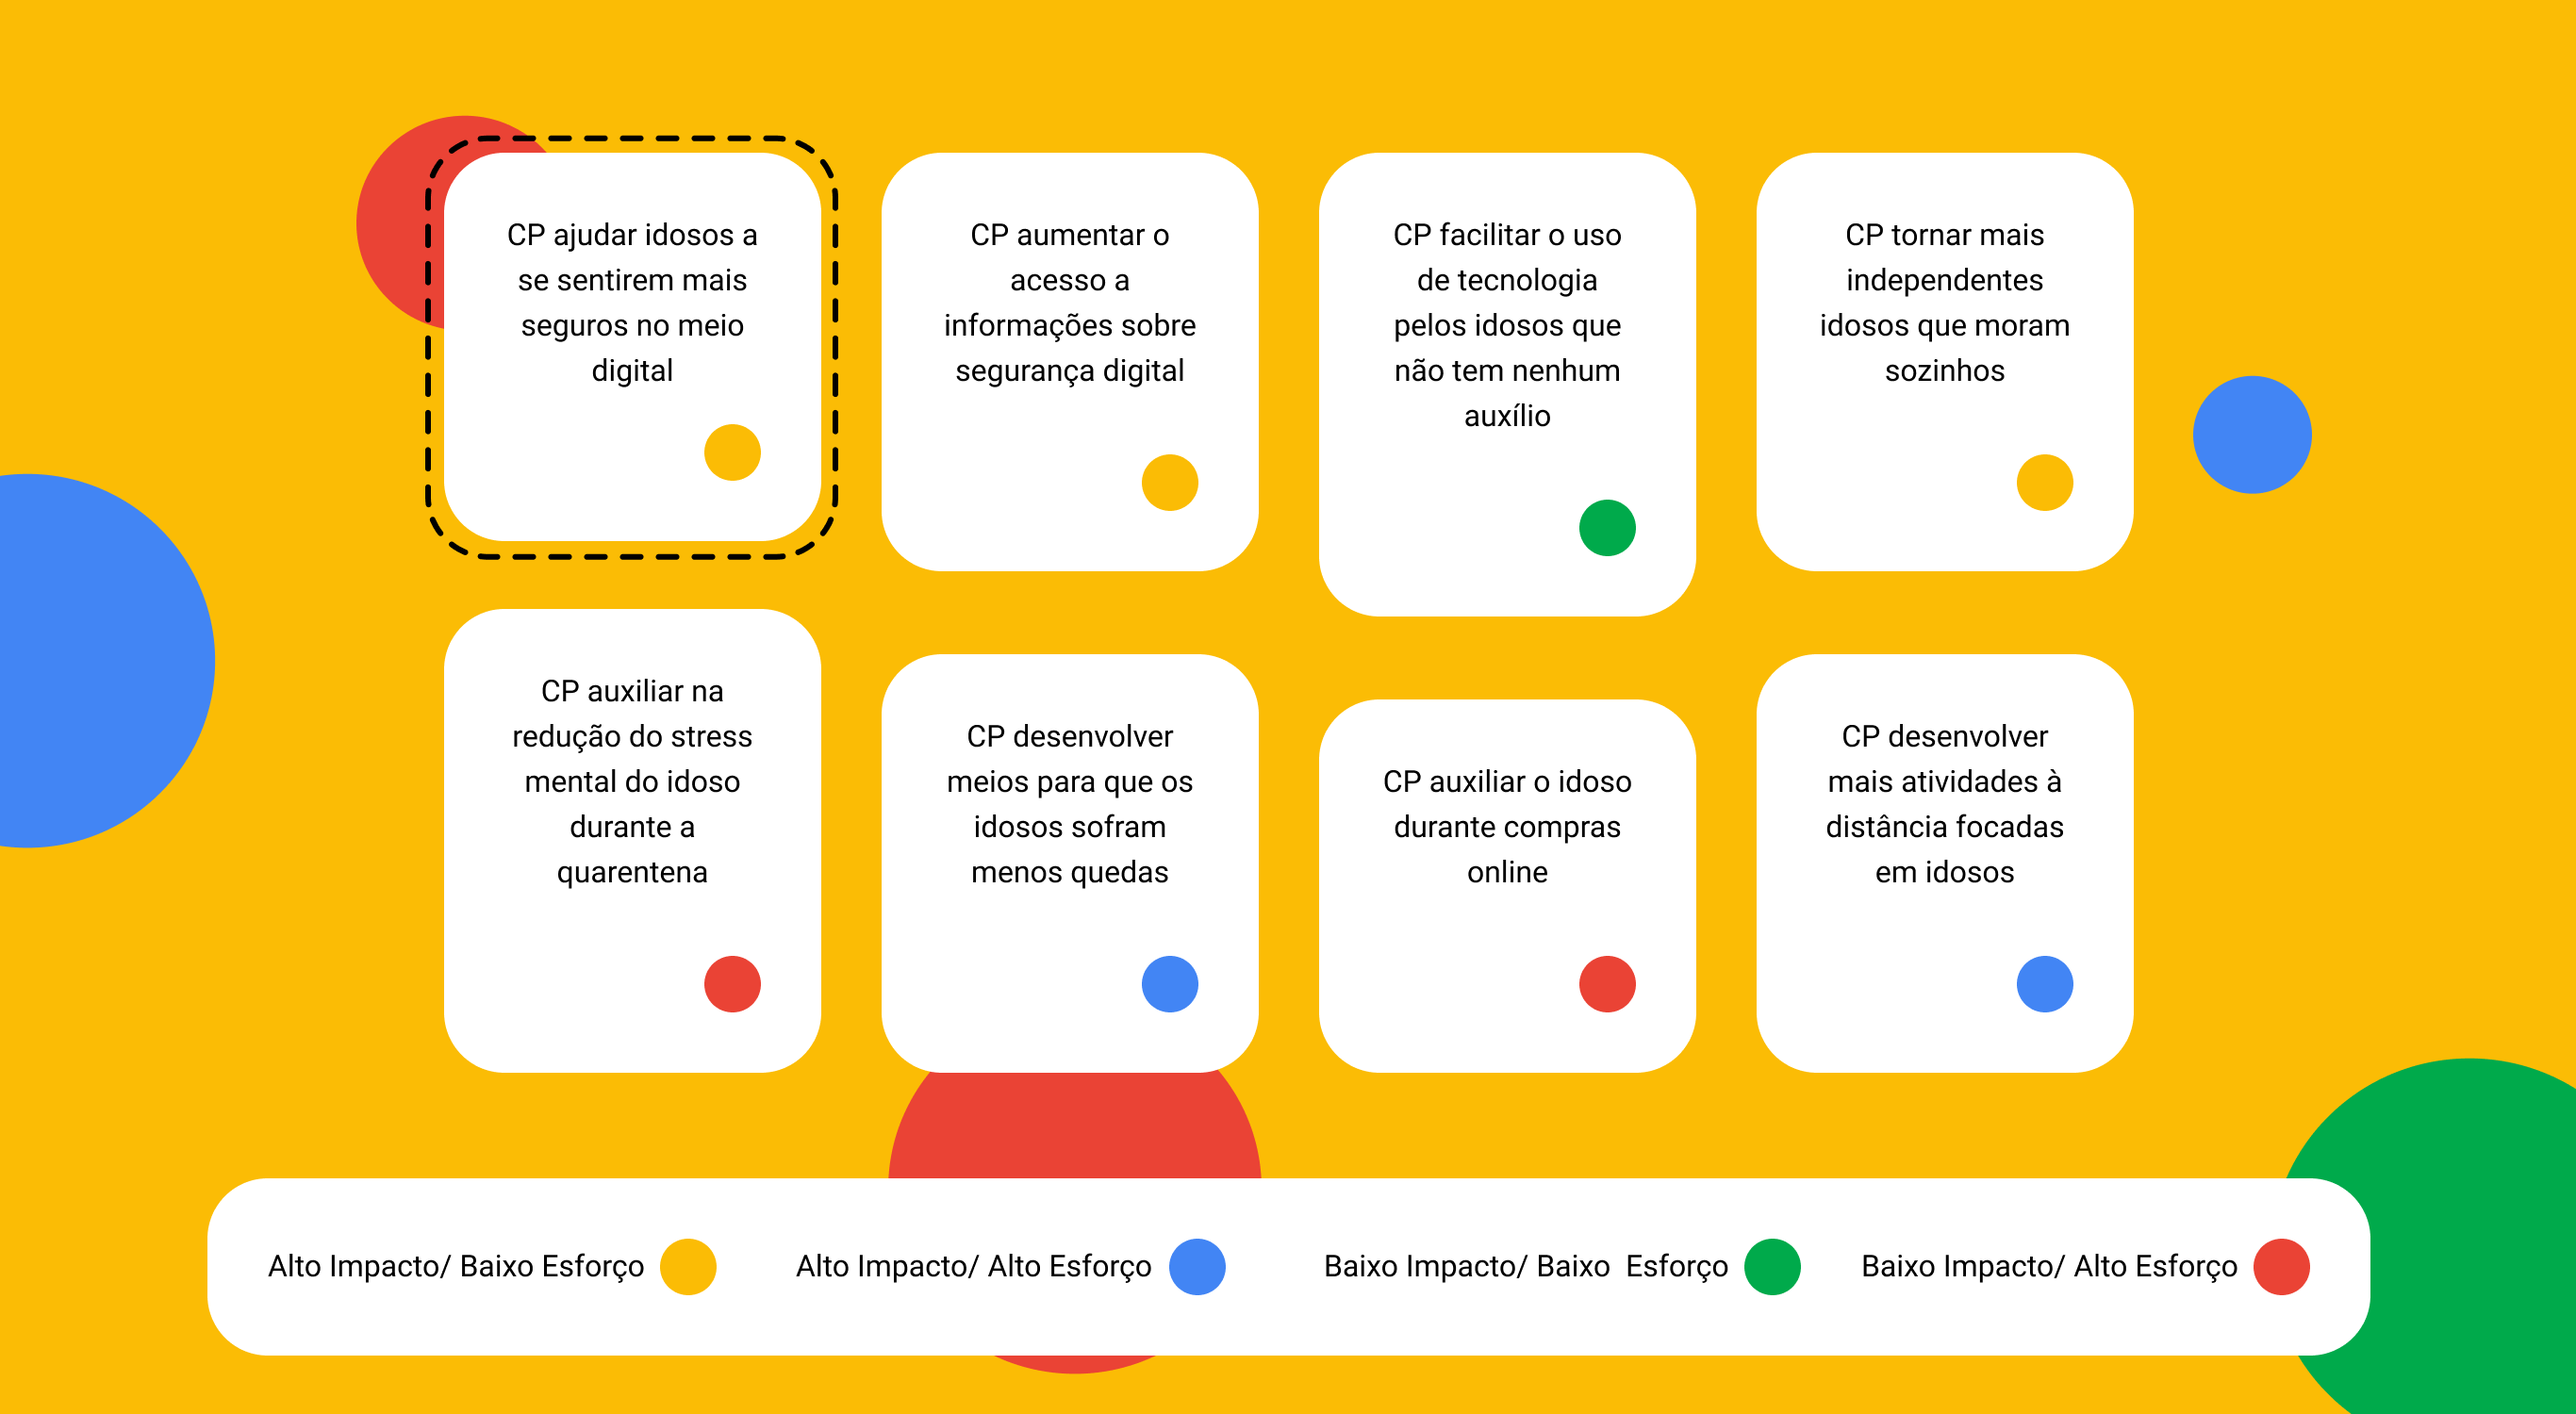 CP ajudar idosos a
se sentirem mais
seguros no meio
digital
CP aumentar o
acesso a
informações sobre
segurança digital
CP facilitar o uso
de tecnologia
pelos idosos que
não tem nenhum
auxílio
CP tornar mais
independentes
idosos que moram
sozinhos
CP auxiliar na
redução do stress
mental do idoso
durante a
quarentena
CP desenvolver
meios para que os
idosos sofram
menos quedas
CP auxiliar o idoso
durante compras
online
CP desenvolver
mais atividades à
distância focadas
em idosos
Alto Impacto/ Baixo Esforço
Alto Impacto/ Alto Esforço
Baixo Impacto/ Baixo  Esforço
Baixo Impacto/ Alto Esforço